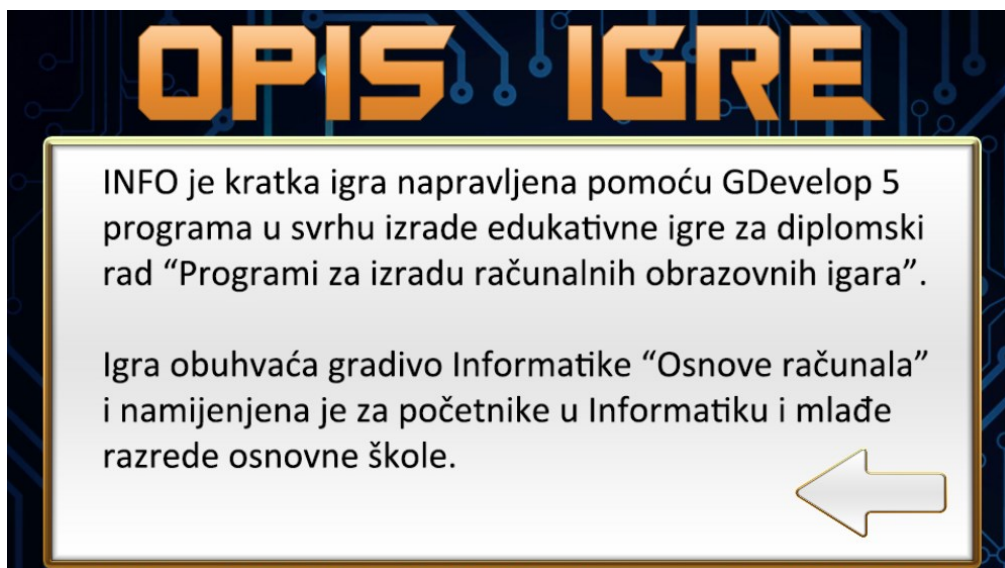 OPIS IGRE
INFO je kratka igra napravljena pomoću GDevelop 5
programa u svrhu izrade edukativne igre za diplomski
rad “Programi za izradu računalnih obrazovnih igara”.
Igra obuhvaća gradivo Informatike “Osnove računala”
i namijenjena je za početnike u Informatiku i mlađe
razrede osnovne škole.